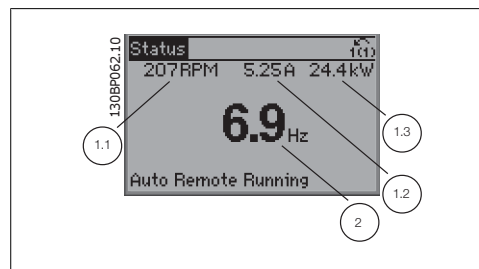 130BP062.10
Status
1(1)
207RPM 5.25A 24.4kW
6.9Hz
Auto Remote Running
1.1
1.3
1.2
2